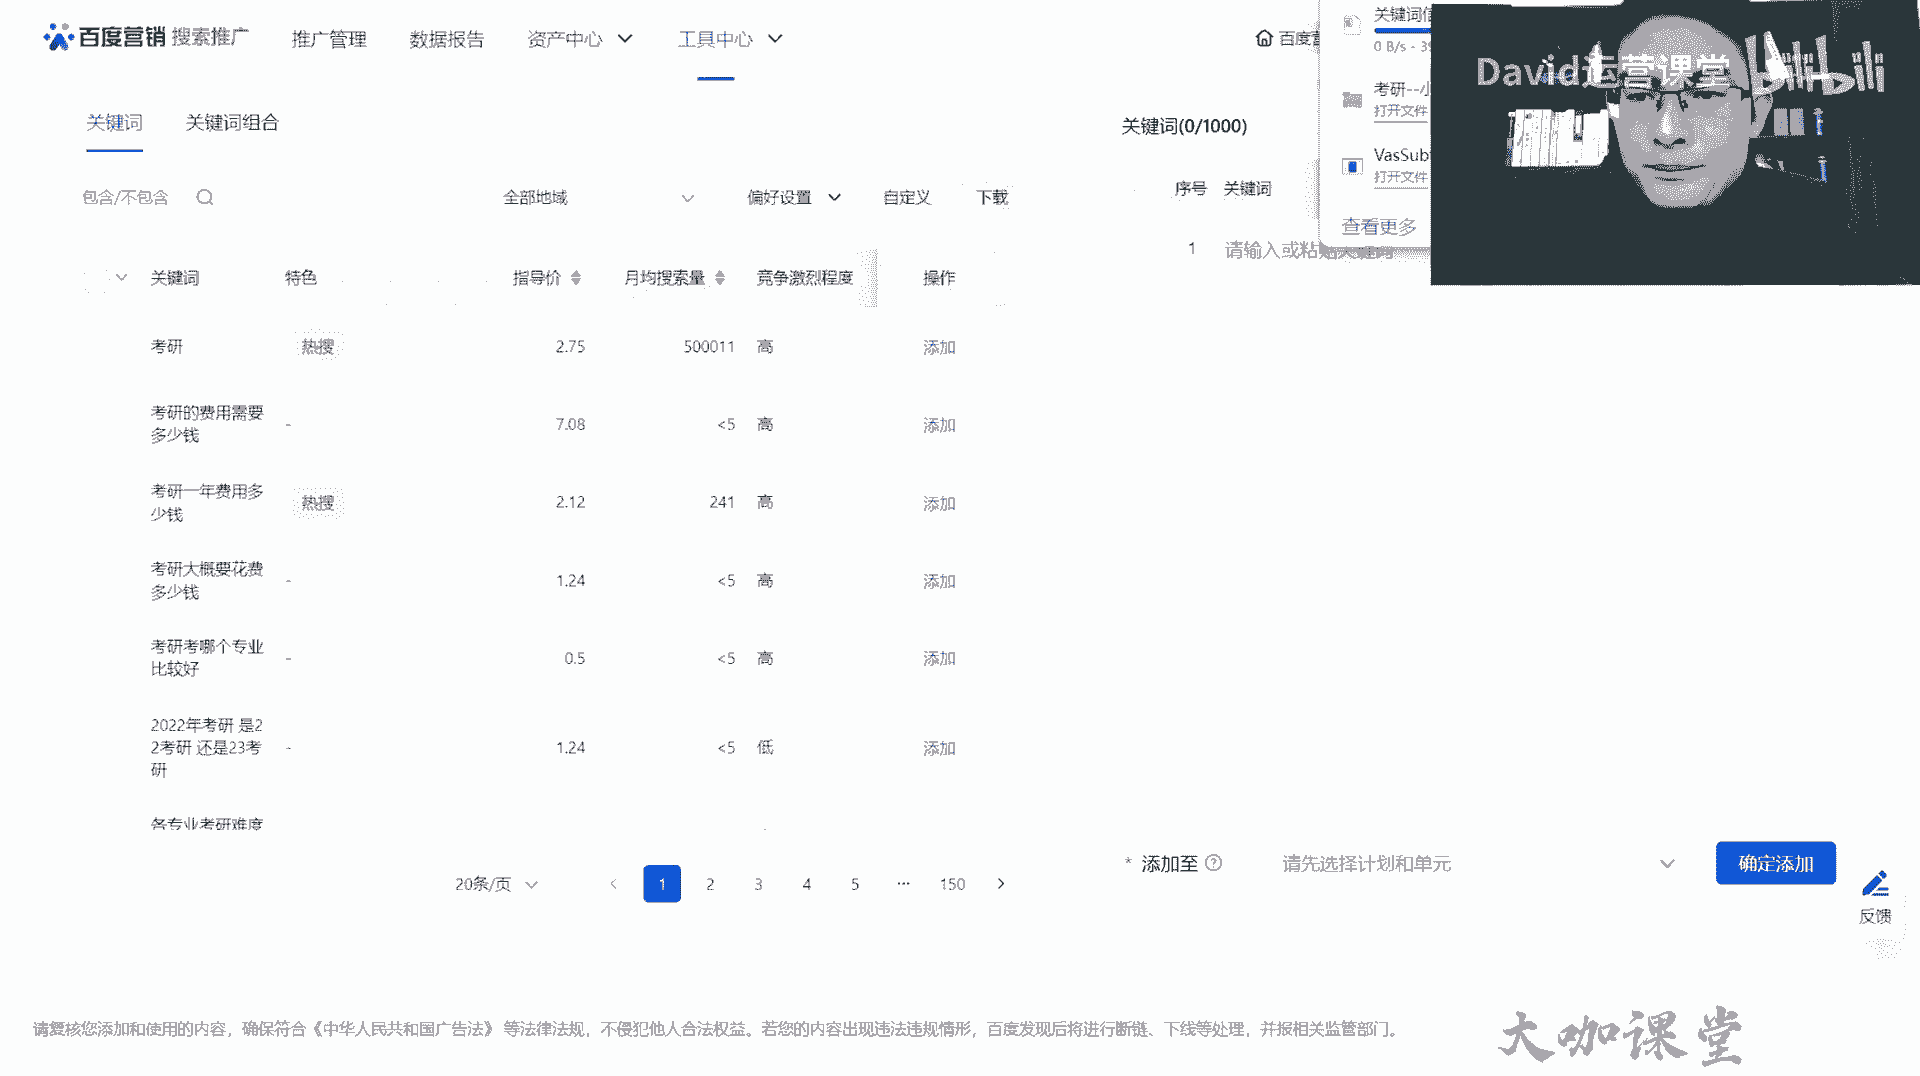 百度营销 搜索推广 推广管理 数据报告 资产中心 工具中心
关键词 关键词组合
包含/不包含 全部地域 偏好设置 自定义 下载
关键词 特色 指导价 月均搜索量 竞争激烈程度 操作
考研 热搜 2.75 500011 高 添加
考研的费用需要
多少钱 - 7.08 <5 高 添加
考研一年费用多
少钱 热搜 2.12 241 高 添加
考研大概要花费
多少钱 - 1.24 <5 高 添加
考研考哪个专业
比较好 - 0.5 <5 高 添加
2022年考研 是2
2考研 还是23考
研 - 1.24 <5 低 添加
各专业考研难度
20条/页 1 2 3 4 5 ··· 150
百度营
关键词(0/1000)
序号 关键词
1 请输入或粘贴关键词
关键词信
0 B/s - 39
考研--小
打开文件
VasSub
打开文件
查看更多
David运营课堂 bilibili
* 添加至 请先选择计划和单元 确定添加
反馈
请复核您添加和使用的内容，确保符合《中华人民共和国广告法》 等法律法规，不侵犯他人合法权益。若您的内容出现违法违规情形，百度发现后将进行断链、下线等处理，并报相关监管部门。
大咖课堂